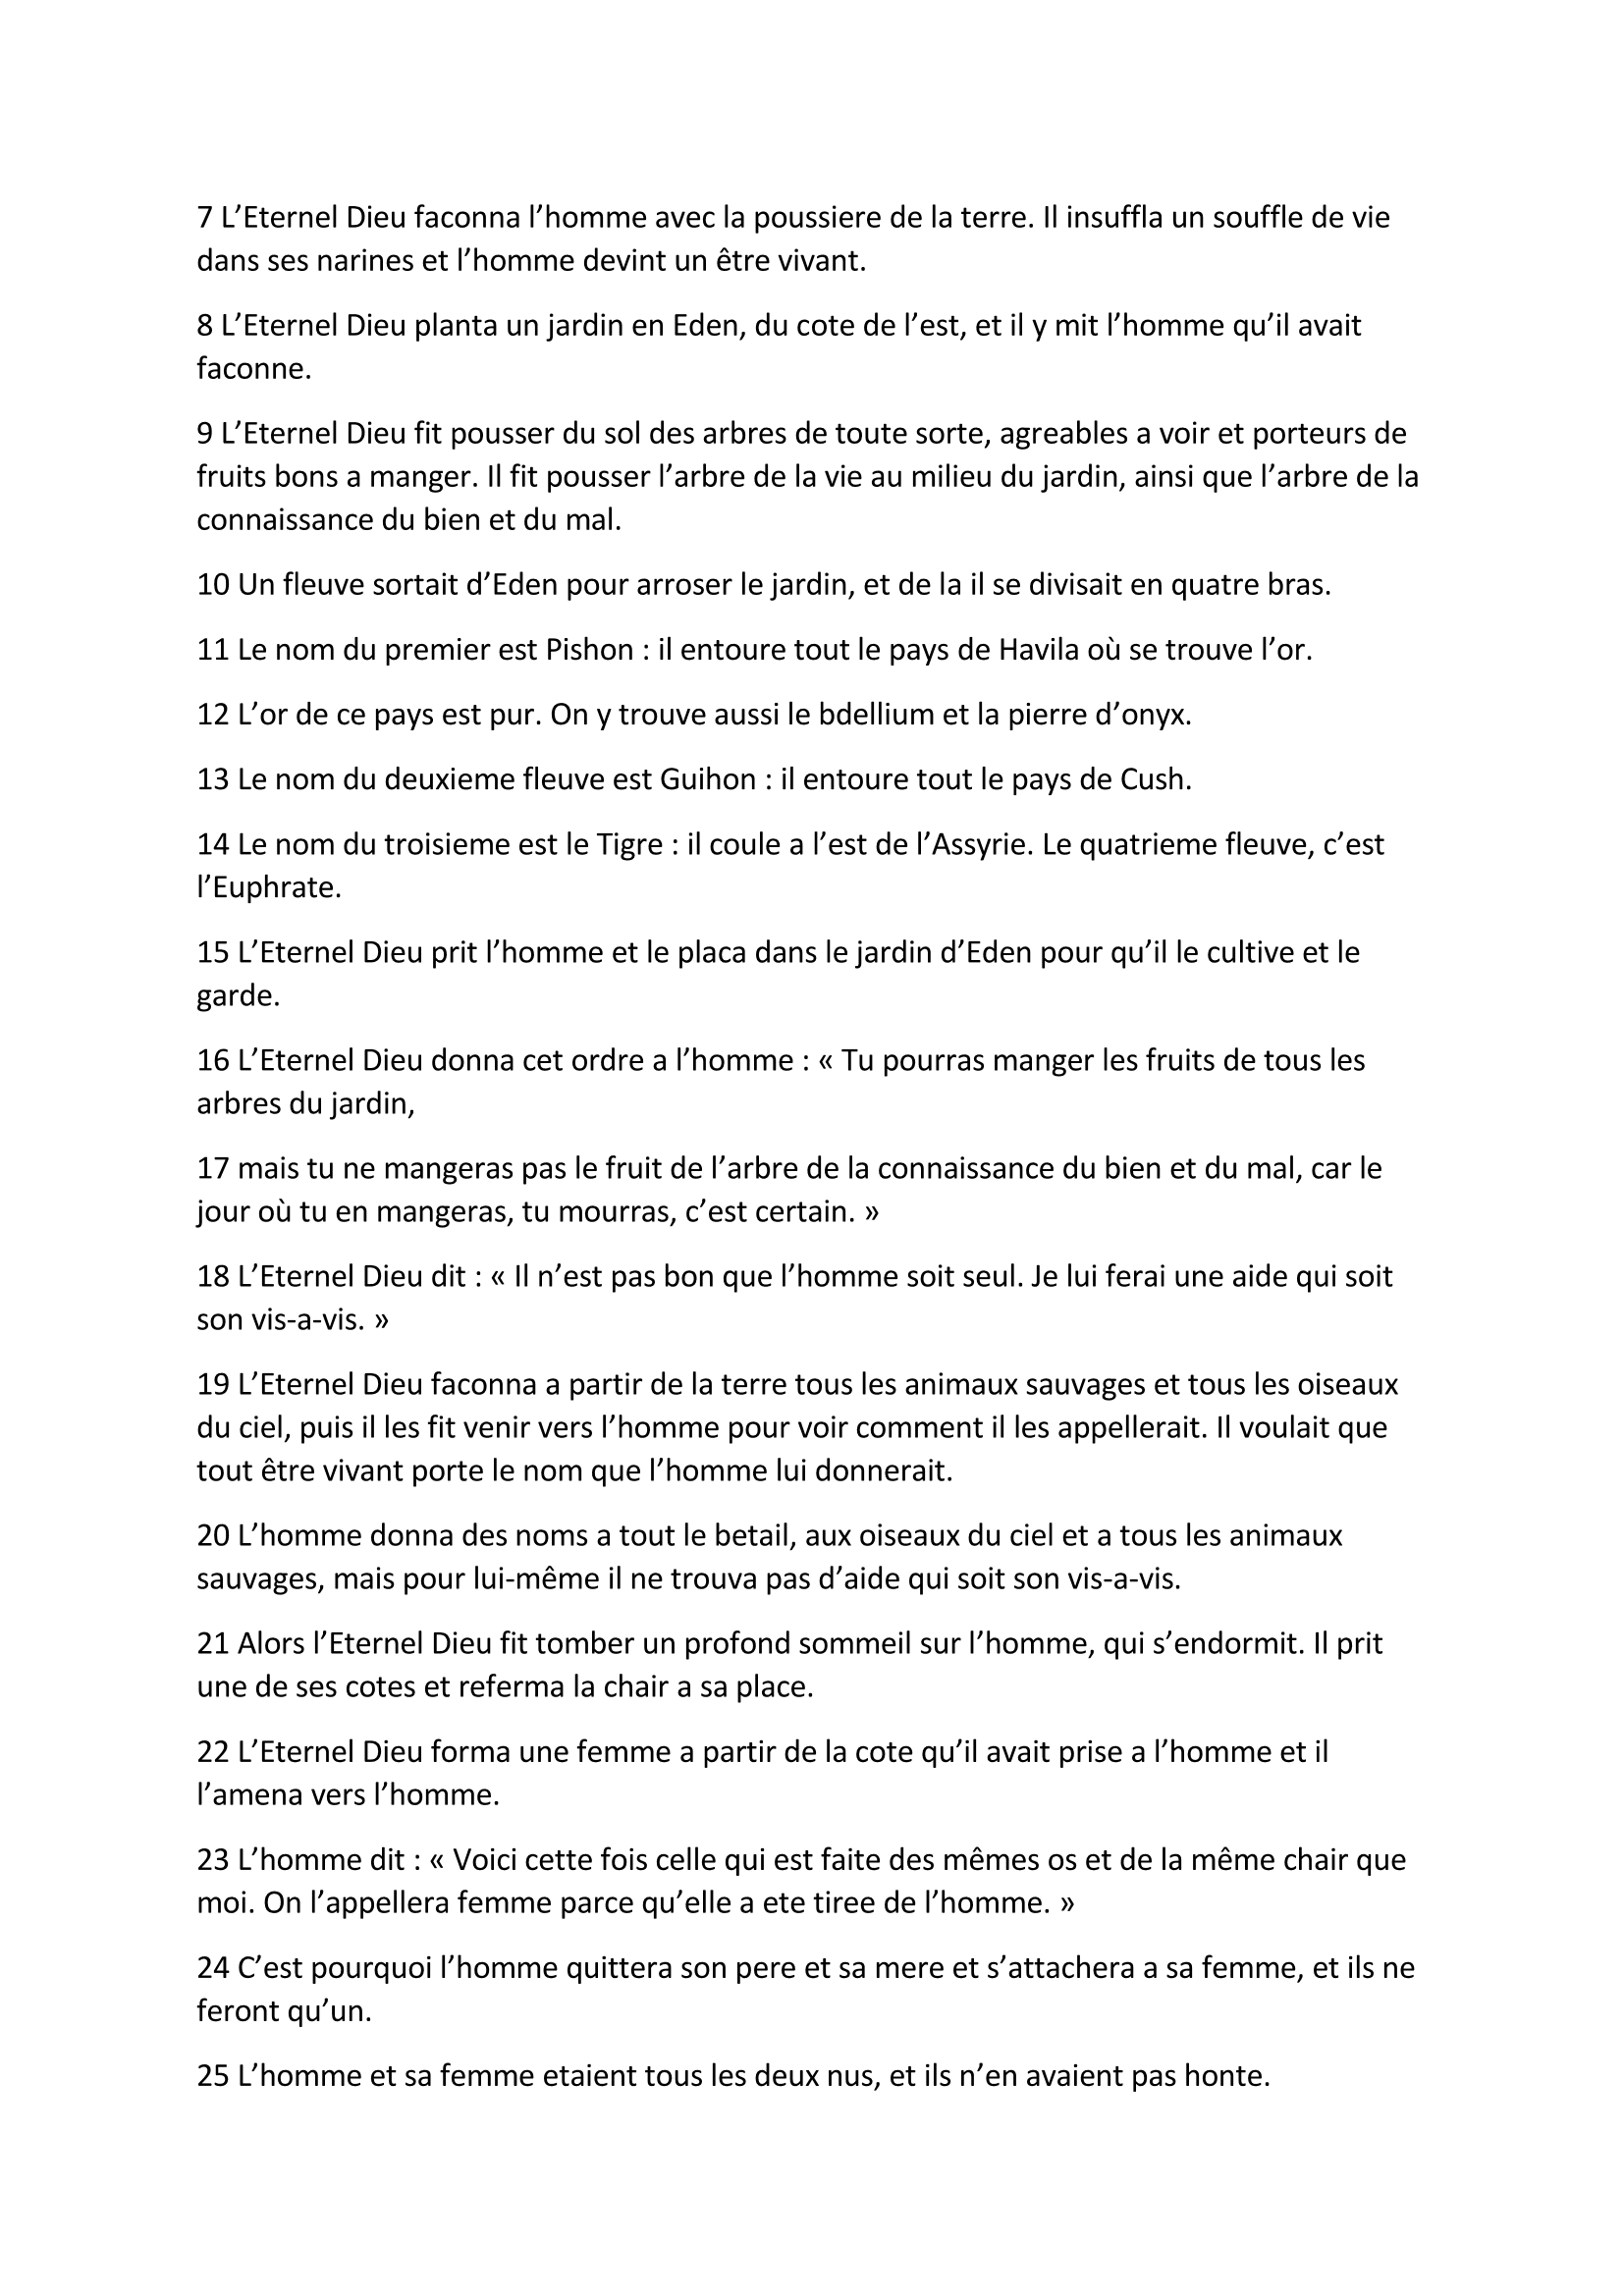 7 L’Eternel Dieu faconna l’homme avec la poussiere de la terre. Il insuffla un souffle de vie
dans ses narines et l’homme devint un être vivant.
8 L’Eternel Dieu planta un jardin en Eden, du cote de l’est, et il y mit l’homme qu’il avait
faconne.
9 L’Eternel Dieu fit pousser du sol des arbres de toute sorte, agreables a voir et porteurs de
fruits bons a manger. Il fit pousser l’arbre de la vie au milieu du jardin, ainsi que l’arbre de la
connaissance du bien et du mal.
10 Un fleuve sortait d’Eden pour arroser le jardin, et de la il se divisait en quatre bras.
11 Le nom du premier est Pishon : il entoure tout le pays de Havila où se trouve l’or.
12 L’or de ce pays est pur. On y trouve aussi le bdellium et la pierre d’onyx.
13 Le nom du deuxieme fleuve est Guihon : il entoure tout le pays de Cush.
14 Le nom du troisieme est le Tigre : il coule a l’est de l’Assyrie. Le quatrieme fleuve, c’est
l’Euphrate.
15 L’Eternel Dieu prit l’homme et le placa dans le jardin d’Eden pour qu’il le cultive et le
garde.
16 L’Eternel Dieu donna cet ordre a l’homme : « Tu pourras manger les fruits de tous les
arbres du jardin,
17 mais tu ne mangeras pas le fruit de l’arbre de la connaissance du bien et du mal, car le
jour où tu en mangeras, tu mourras, c’est certain. »
18 L’Eternel Dieu dit : « Il n’est pas bon que l’homme soit seul. Je lui ferai une aide qui soit
son vis-a-vis. »
19 L’Eternel Dieu faconna a partir de la terre tous les animaux sauvages et tous les oiseaux
du ciel, puis il les fit venir vers l’homme pour voir comment il les appellerait. Il voulait que
tout être vivant porte le nom que l’homme lui donnerait.
20 L’homme donna des noms a tout le betail, aux oiseaux du ciel et a tous les animaux
sauvages, mais pour lui-même il ne trouva pas d’aide qui soit son vis-a-vis.
21 Alors l’Eternel Dieu fit tomber un profond sommeil sur l’homme, qui s’endormit. Il prit
une de ses cotes et referma la chair a sa place.
22 L’Eternel Dieu forma une femme a partir de la cote qu’il avait prise a l’homme et il
l’amena vers l’homme.
23 L’homme dit : « Voici cette fois celle qui est faite des mêmes os et de la même chair que
moi. On l’appellera femme parce qu’elle a ete tiree de l’homme. »
24 C’est pourquoi l’homme quittera son pere et sa mere et s’attachera a sa femme, et ils ne
feront qu’un.
25 L’homme et sa femme etaient tous les deux nus, et ils n’en avaient pas honte.